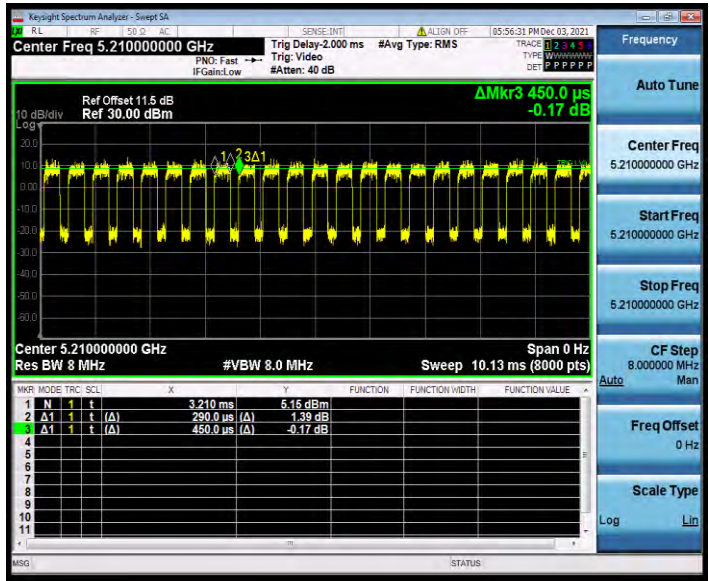 Keysight Spectrum Analyzer - Swept SA
RL RF 50 Ω AC SENSE:INT ALIGN OFF 05:56:31 PM Dec 03, 2021
Center Freq 5.210000000 GHz
PNO: Fast
IFGain:Low
Trig Delay-2.000 ms
Trig: Video
#Atten: 40 dB
#Avg Type: RMS
TRACE 1 2 3 4 5 6
TYPE WWWWWW
DET P P P P P P
ΔMkr3 450.0 µs
-0.17 dB
Ref Offset 11.5 dB
10 dB/div Ref 30.00 dBm
Log
20.0
10.0
0.00
-10.0
-20.0
-30.0
-40.0
-50.0
-60.0
1 2 3Δ1
Center 5.210000000 GHz Span 0 Hz
Res BW 8 MHz #VBW 8.0 MHz Sweep 10.13 ms (8000 pts)
MKR MODE TRC SCL X Y FUNCTION FUNCTION WIDTH FUNCTION VALUE
1 N 1 t 3.210 ms 5.15 dBm
2 Δ1 1 t (Δ) 290.0 µs (Δ) 1.39 dB
3 Δ1 1 t (Δ) 450.0 µs (Δ) -0.17 dB
4
5
6
7
8
9
10
11
MSG STATUS
Frequency
Auto Tune
Center Freq
5.210000000 GHz
Start Freq
5.210000000 GHz
Stop Freq
5.210000000 GHz
CF Step
8.000000 MHz
Auto Man
Freq Offset
0 Hz
Scale Type
Log Lin